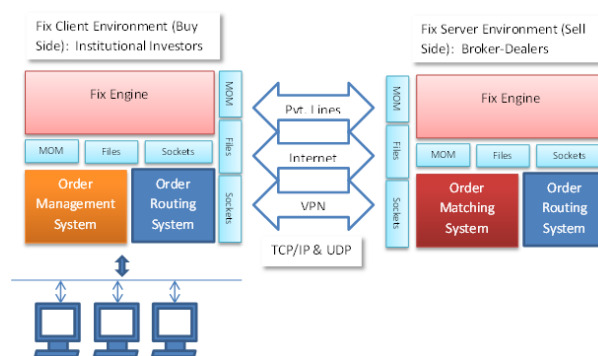 Fix Client Environment (Buy
Side): Institutional Investors
Fix Engine
MOM
Files
Sockets
MOM
Files
Sockets
Order
Management
System
Order
Routing
System
Pvt. Lines
Internet
VPN
TCP/IP & UDP
Fix Server Environment (Sell
Side): Broker-Dealers
MOM
Files
Sockets
Fix Engine
MOM
Files
Sockets
Order
Matching
System
Order
Routing
System